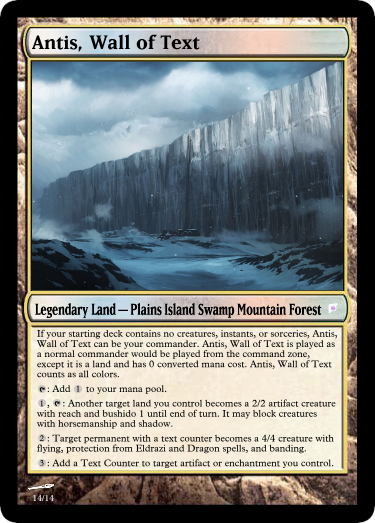 Antis, Wall of Text
Legendary Land — Plains Island Swamp Mountain Forest
If your starting deck contains no creatures, instants, or sorceries, Antis,
Wall of Text can be your commander. Antis, Wall of Text is played as
a normal commander would be played from the command zone,
except it is a land and has 0 converted mana cost. Antis, Wall of Text
counts as all colors.
: Add 1 to your mana pool.
1, : Another target land you control becomes a 2/2 artifact creature
with reach and bushido 1 until end of turn. It may block creatures
with horsemanship and shadow.
2: Target permanent with a text counter becomes a 4/4 creature with
flying, protection from Eldrazi and Dragon spells, and banding.
3: Add a Text Counter to target artifact or enchantment you control.
14/14